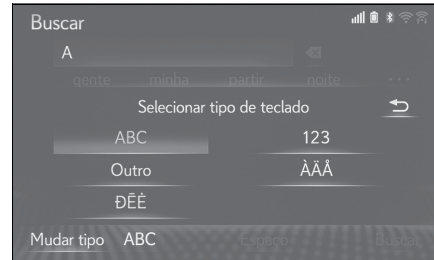 Buscar
A
gente minha partir noite ...
Selecionar tipo de teclado
ABC 123
Outro ÀÄÅ
ĐĒĖ
Mudar tipo ABC Espaço Buscar